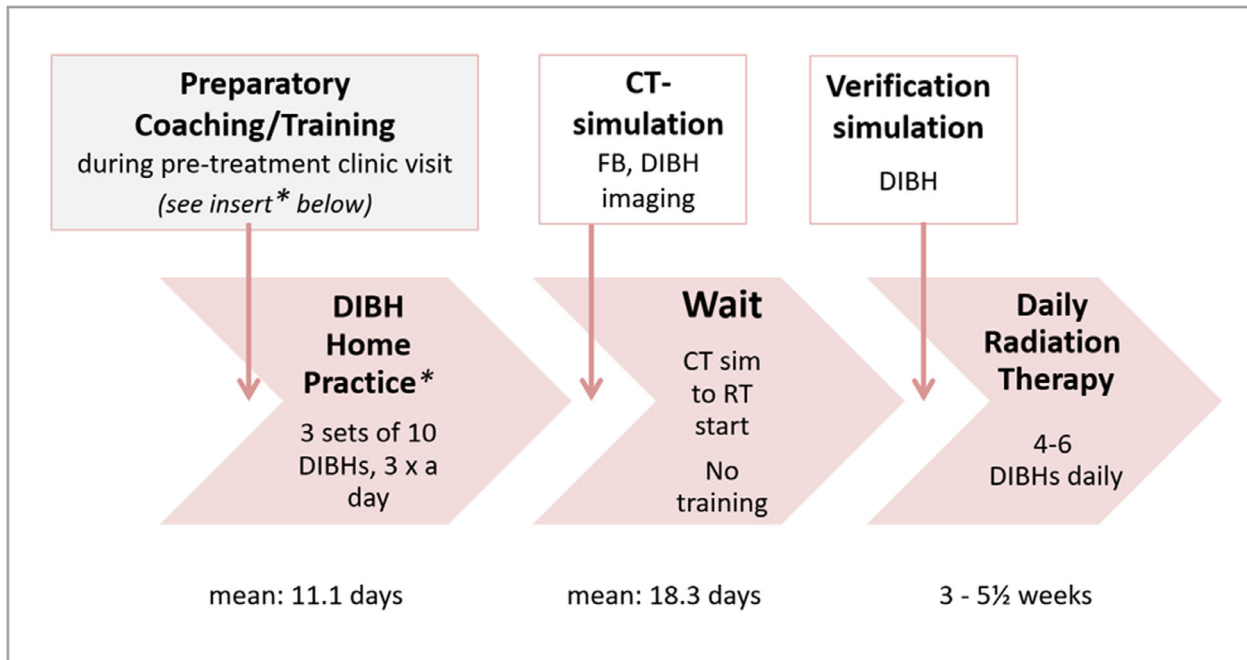 Preparatory
Coaching/Training
during pre-treatment clinic visit
(see insert* below)
CT-
simulation
FB, DIBH
imaging
Verification
simulation
DIBH
DIBH
Home
Practice*
3 sets of 10
DIBHs, 3 x a
day
Wait
CT sim
to RT
start
No
training
Daily
Radiation
Therapy
4-6
DIBHs daily
mean: 11.1 days
mean: 18.3 days
3 - 5½ weeks